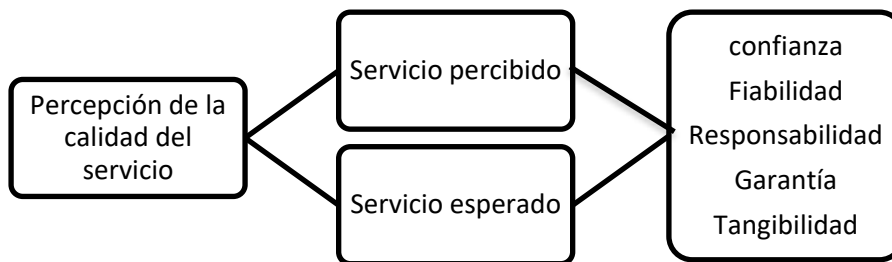 Percepción de la
calidad del
servicio
Servicio percibido
Servicio esperado
confianza
Fiabilidad
Responsabilidad
Garantía
Tangibilidad